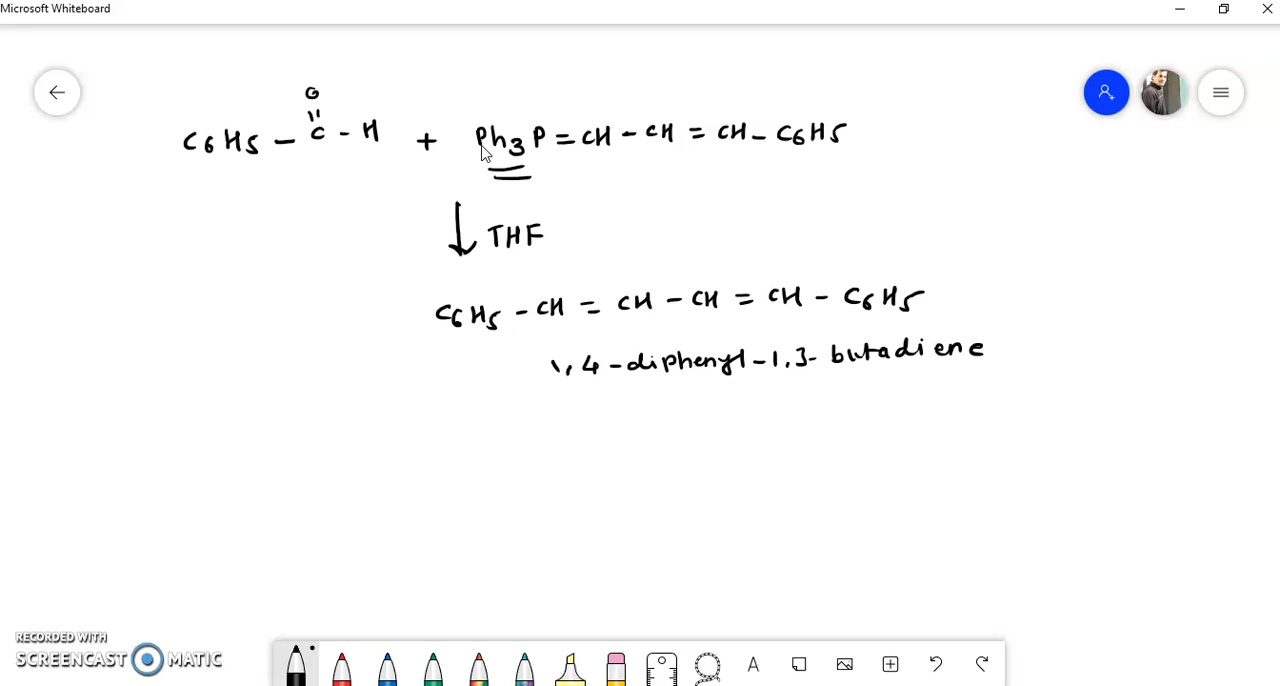 Microsoft Whiteboard
O
||
C6H5 - C - H + Ph3P = CH - CH = CH - C6H5
↓ THF
C6H5 - CH = CH - CH = CH - C6H5
1,4-diphenyl-1,3-butadiene
RECORDED WITH
SCREENCAST MATIC
A